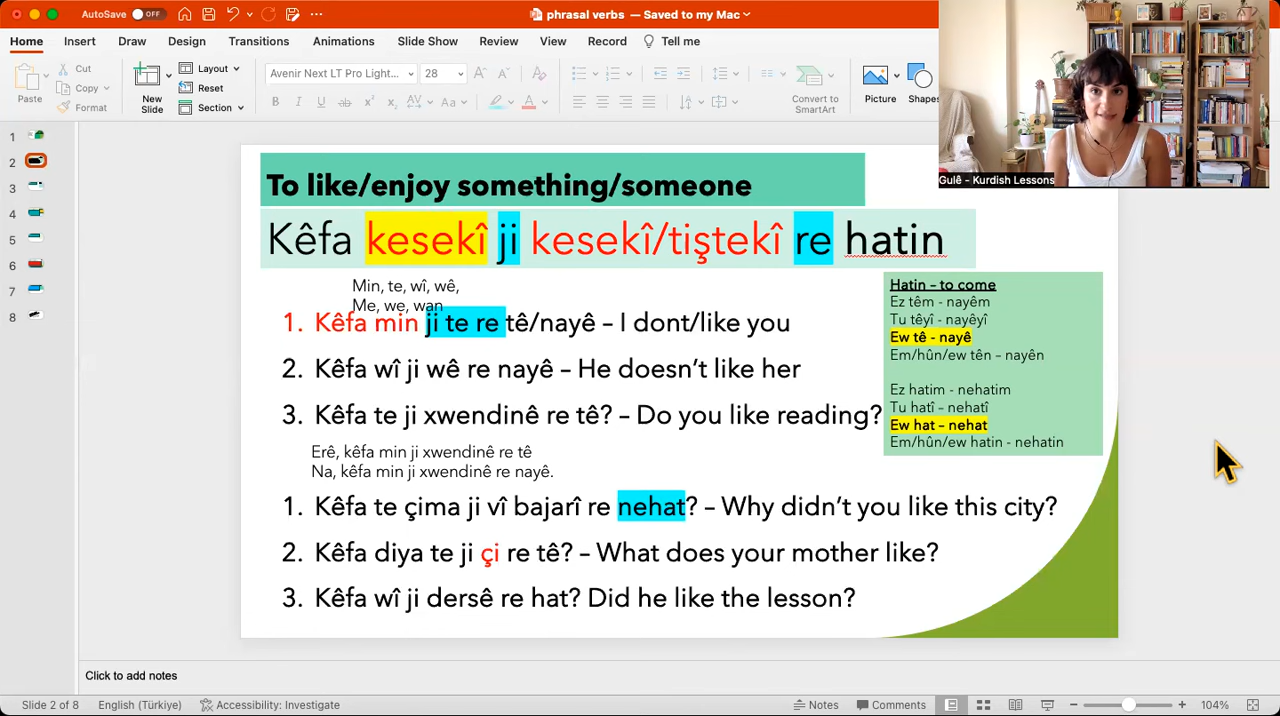 AutoSave OFF
phrasal verbs — Saved to my Mac
Home Insert Draw Design Transitions Animations Slide Show Review View Record Tell me
Paste
Cut
Copy
Format
New Slide
Layout
Reset
Section
Avenir Next LT Pro Light... 28
Convert to SmartArt
Picture
Shapes
Gulê - Kurdish Lessons
1
2
3
4
5
6
7
8
To like/enjoy something/someone
Kêfa kesekî ji kesekî/tiştekî re hatin
Min, te, wî, wê,
Me, we, wan
1. Kêfa min ji te re tê/nayê – I dont/like you
2. Kêfa wî ji wê re nayê – He doesn't like her
3. Kêfa te ji xwendinê re tê? – Do you like reading?
Erê, kêfa min ji xwendinê re tê
Na, kêfa min ji xwendinê re nayê.
1. Kêfa te çima ji vî bajarî re nehat? – Why didn't you like this city?
2. Kêfa diya te ji çi re tê? – What does your mother like?
3. Kêfa wî ji dersê re hat? Did he like the lesson?
Hatin – to come
Ez têm - nayêm
Tu têyî - nayêyî
Ew tê - nayê
Em/hûn/ew tên – nayên
Ez hatim - nehatim
Tu hatî - nehatî
Ew hat – nehat
Em/hûn/ew hatin - nehatin
Click to add notes
Slide 2 of 8 English (Türkiye) Accessibility: Investigate Notes Comments 104%